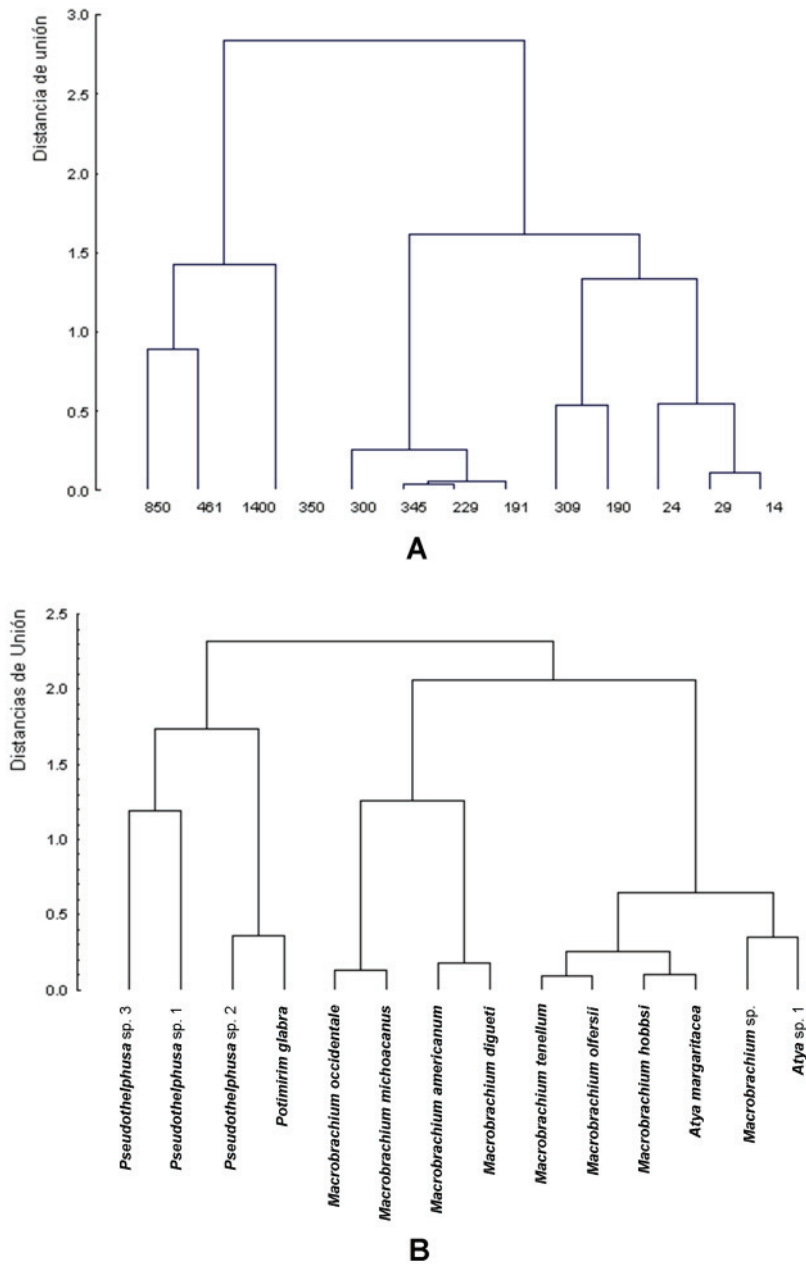 Distancia de unión
3.0
2.5
2.0
1.5
1.0
0.5
0.0
850 461 1400 350 300 345 229 191 309 190 24 29 14
A
Distancias de Unión
2.5
2.0
1.5
1.0
0.5
0.0
Pseudothelphusa sp. 3
Pseudothelphusa sp. 1
Pseudothelphusa sp. 2
Potimirim glabra
Macrobrachium occidentale
Macrobrachium michoacanus
Macrobrachium americanum
Macrobrachium digueti
Macrobrachium tenellum
Macrobrachium olfersii
Macrobrachium hobbsi
Atya margaritacea
Macrobrachium sp.
Atya sp. 1
B